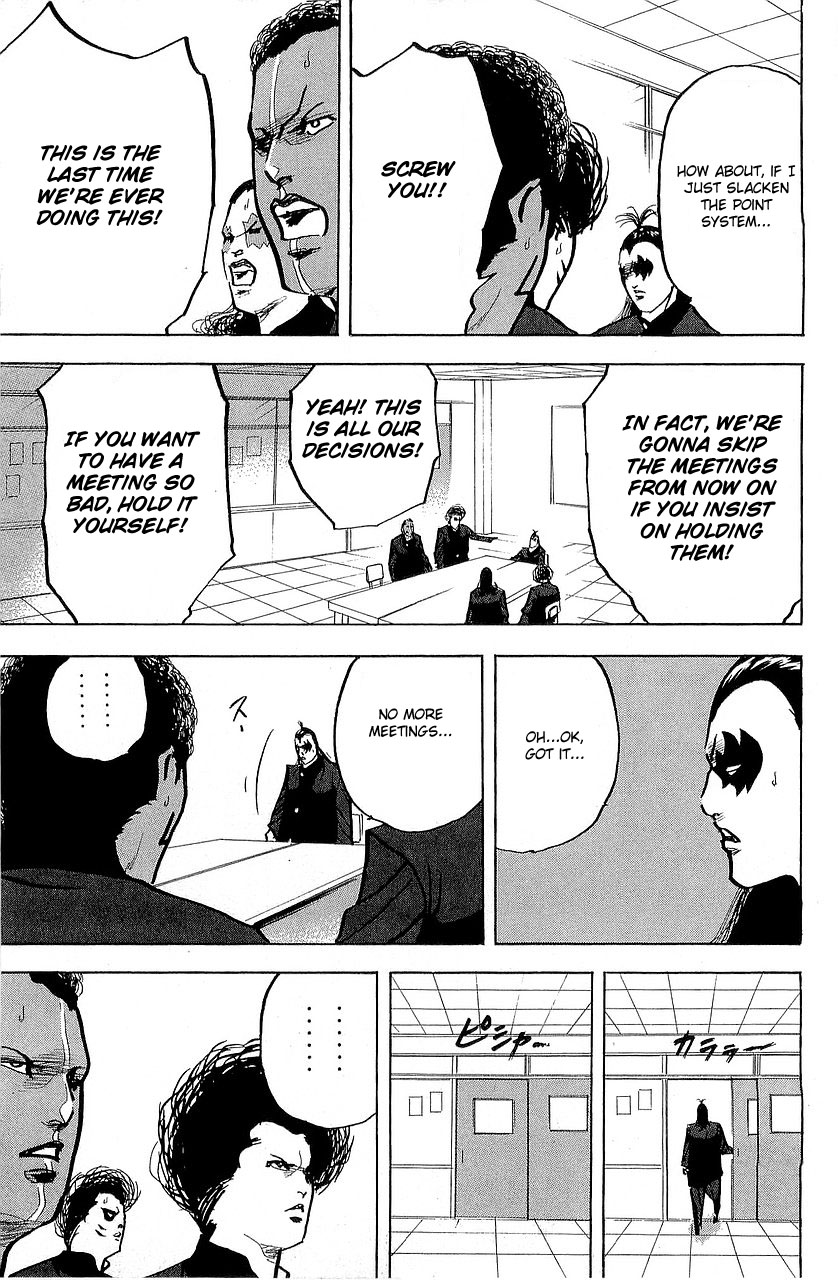 HOW ABOUT, IF I
JUST SLACKEN
THE POINT
SYSTEM...
SCREW
YOU!!
THIS IS THE
LAST TIME
WE'RE EVER
DOING THIS!
IN FACT, WE'RE
GONNA SKIP
THE MEETINGS
FROM NOW ON
IF YOU INSIST
ON HOLDING
THEM!
YEAH! THIS
IS ALL OUR
DECISIONS!
IF YOU WANT
TO HAVE A
MEETING SO
BAD, HOLD IT
YOURSELF!
OH...OK,
GOT IT...
NO MORE
MEETINGS...
ス
......
カララー
ピシャ
......